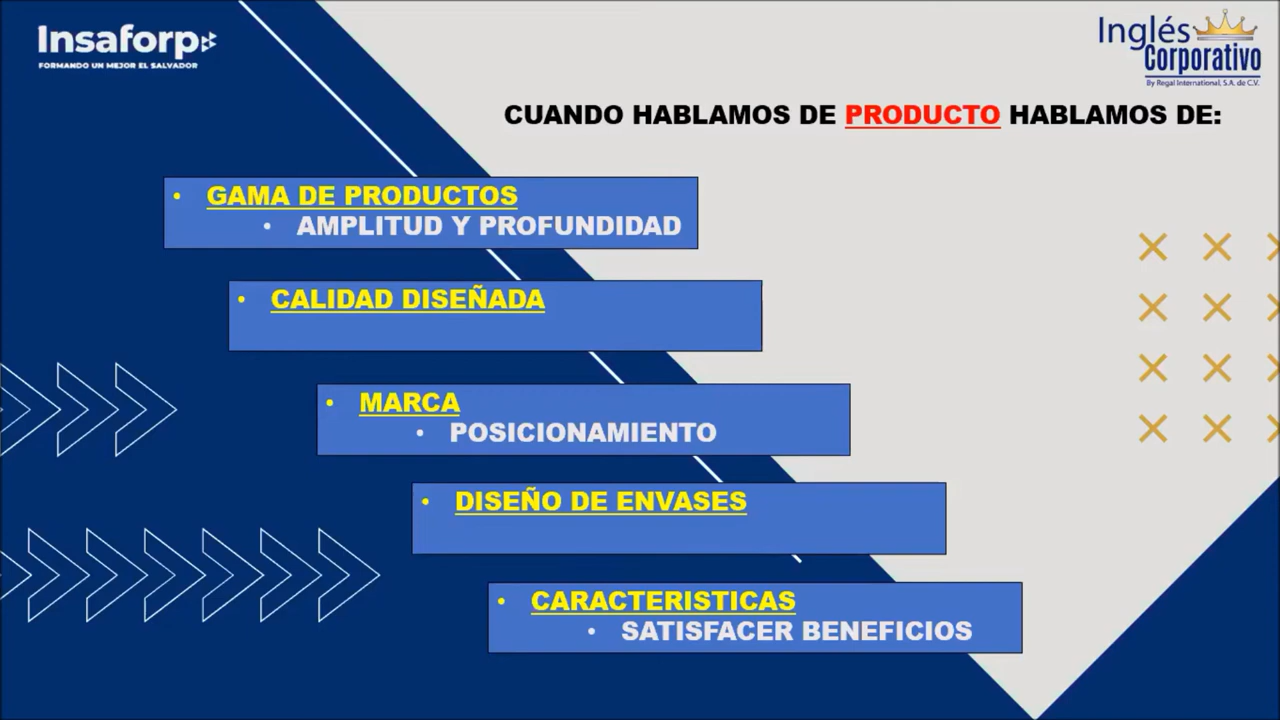 Insaforp
FORMANDO UN MEJOR EL SALVADOR
Inglés
Corporativo
By Regal International, S.A. de C.V.
CUANDO HABLAMOS DE PRODUCTO HABLAMOS DE:
• GAMA DE PRODUCTOS
• AMPLITUD Y PROFUNDIDAD
• CALIDAD DISEÑADA
• MARCA
• POSICIONAMIENTO
• DISEÑO DE ENVASES
• CARACTERISTICAS
• SATISFACER BENEFICIOS